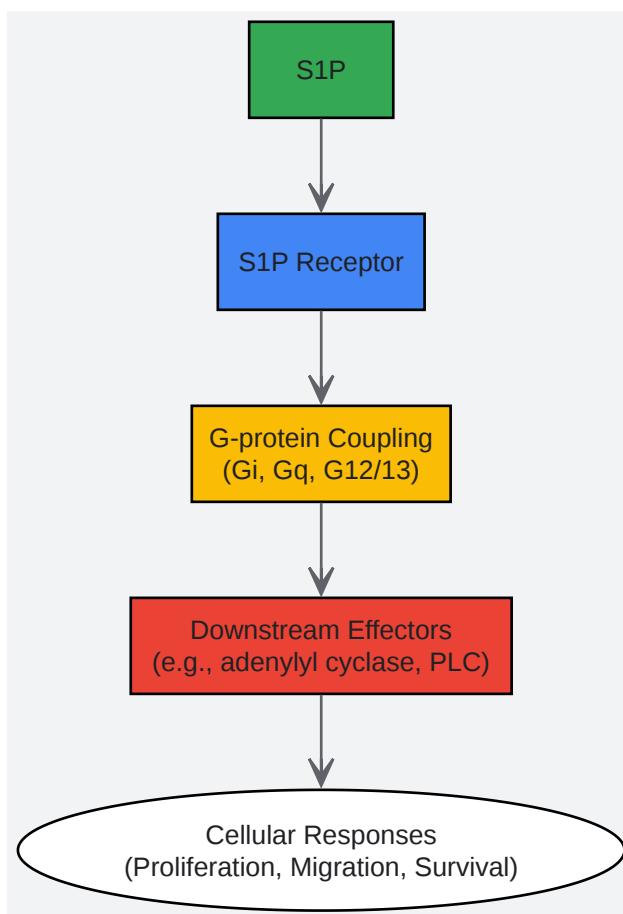 S1P
S1P Receptor
G-protein Coupling
(Gi, Gq, G12/13)
Downstream Effectors
(e.g., adenylyl cyclase, PLC)
Cellular Responses
(Proliferation, Migration, Survival)